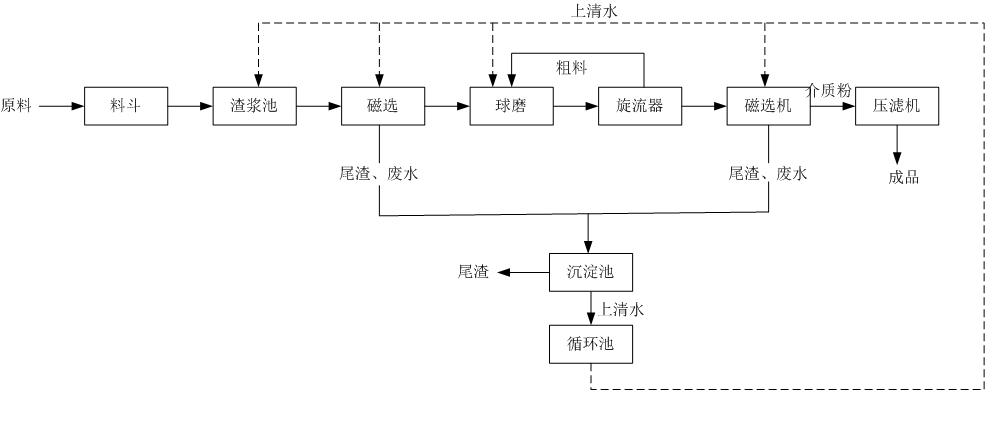 上清水
粗料
原料
料斗
渣浆池
磁选
球磨
旋流器
磁选机
介质粉
压滤机
尾渣、废水
尾渣、废水
成品
尾渣
沉淀池
上清水
循环池